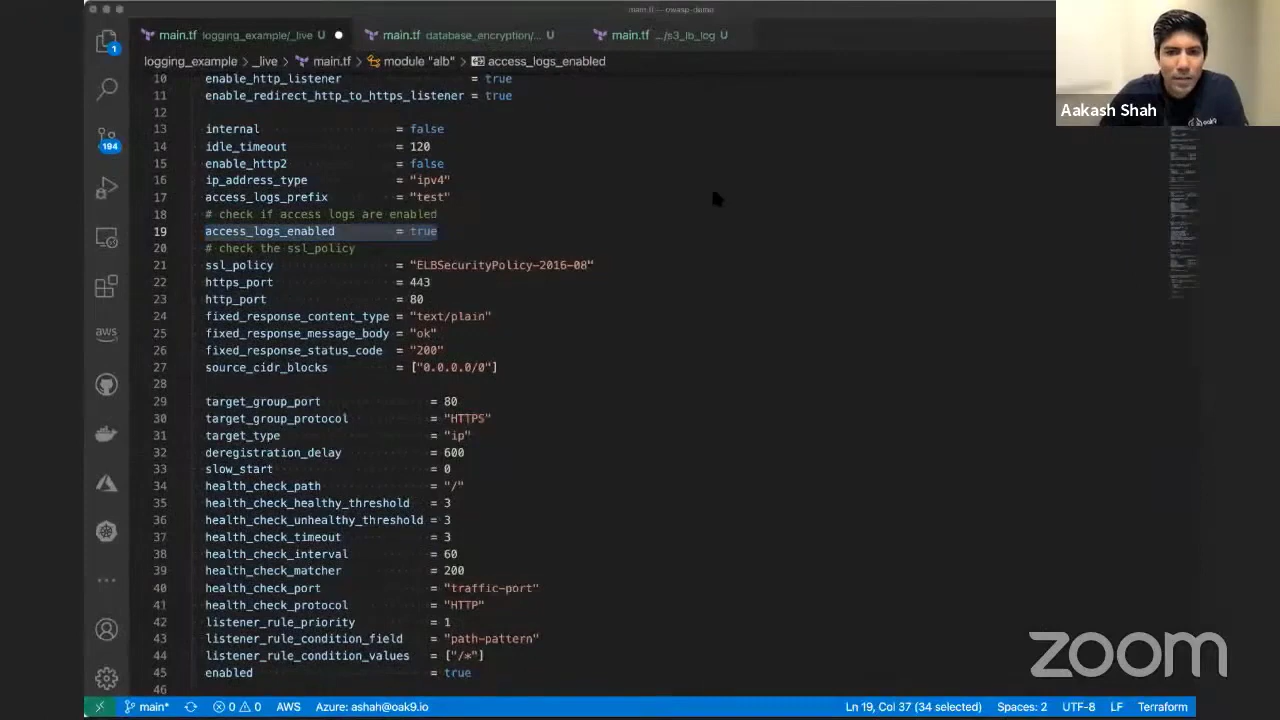 main.tf — owasp-demo
main.tf logging_example/_live U
main.tf database_encryption/... U
main.tf .../s3_lb_log U
logging_example > _live > main.tf > module "alb" > access_logs_enabled
Aakash Shah
oak9
1
194
aws
10 enable_http_listener = true
11 enable_redirect_http_to_https_listener = true
12
13 internal = false
14 idle_timeout = 120
15 enable_http2 = false
16 ip_address_type = "ipv4"
17 access_logs_prefix = "test"
18 # check if access logs are enabled
19 access_logs_enabled = true
20 # check the ssl_policy
21 ssl_policy = "ELBSecurityPolicy-2016-08"
22 https_port = 443
23 http_port = 80
24 fixed_response_content_type = "text/plain"
25 fixed_response_message_body = "ok"
26 fixed_response_status_code = "200"
27 source_cidr_blocks = ["0.0.0.0/0"]
28
29 target_group_port = 80
30 target_group_protocol = "HTTPS"
31 target_type = "ip"
32 deregistration_delay = 600
33 slow_start = 0
34 health_check_path = "/"
35 health_check_healthy_threshold = 3
36 health_check_unhealthy_threshold = 3
37 health_check_timeout = 3
38 health_check_interval = 60
39 health_check_matcher = 200
40 health_check_port = "traffic-port"
41 health_check_protocol = "HTTP"
42 listener_rule_priority = 1
43 listener_rule_condition_field = "path-pattern"
44 listener_rule_condition_values = ["/*"]
45 enabled = true
46
zoom
main* 0 0 AWS Azure: ashah@oak9.io Ln 19, Col 37 (34 selected) Spaces: 2 UTF-8 LF Terraform